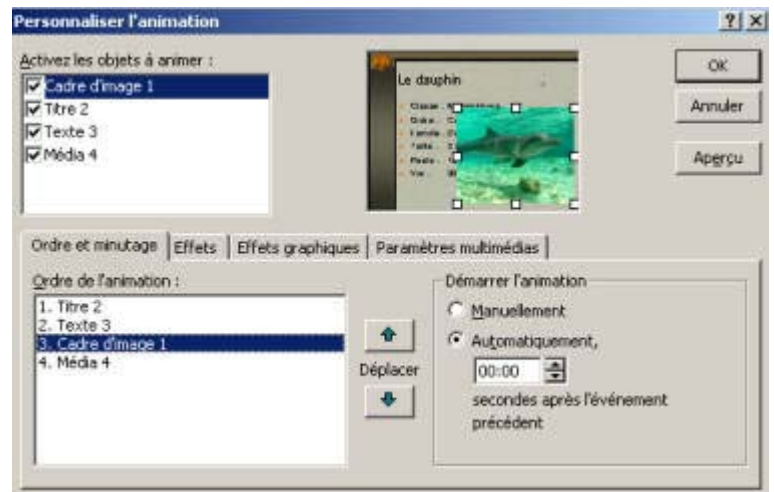 Personnaliser l'animation
Activez les objets à animer :
Cadre d'image 1
Titre 2
Texte 3
Média 4
Le dauphin
OK
Annuler
Aperçu
Ordre et minutage
Effets
Effets graphiques
Paramètres multimédias
Ordre de l'animation :
1. Titre 2
2. Texte 3
3. Cadre d'image 1
4. Média 4
Déplacer
Démarrer l'animation
Manuellement
Automatiquement,
00:00
secondes après l'événement
précédent